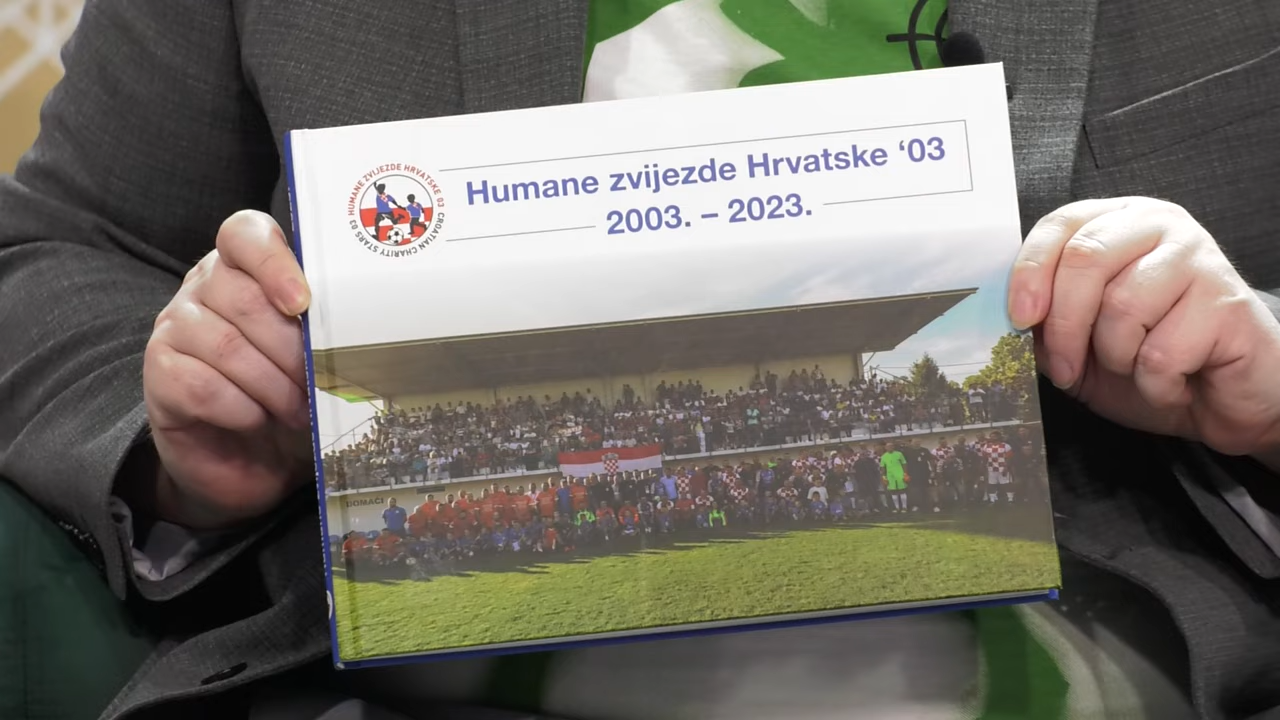 HUMANE ZVIJEZDE HRVATSKE 03
CROATIAN CHARITY STARS 03
Humane zvijezde Hrvatske ‘03
2003. – 2023.
DOMAĆI